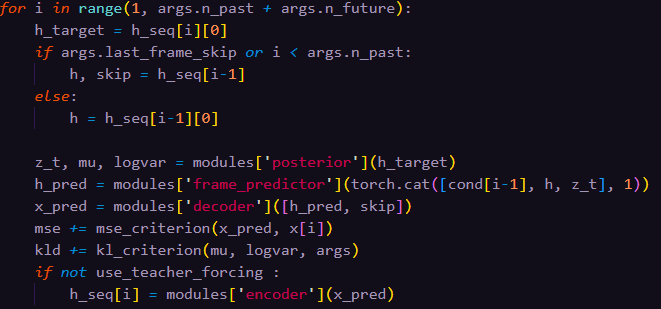 for i in range(1, args.n_past + args.n_future):
    h_target = h_seq[i][0]
    if args.last_frame_skip or i < args.n_past:
        h, skip = h_seq[i-1]
    else:
        h = h_seq[i-1][0]

    z_t, mu, logvar = modules['posterior'](h_target)
    h_pred = modules['frame_predictor'](torch.cat([cond[i-1], h, z_t], 1))
    x_pred = modules['decoder']([h_pred, skip])
    mse += mse_criterion(x_pred, x[i])
    kld += kl_criterion(mu, logvar, args)
    if not use_teacher_forcing :
        h_seq[i] = modules['encoder'](x_pred)